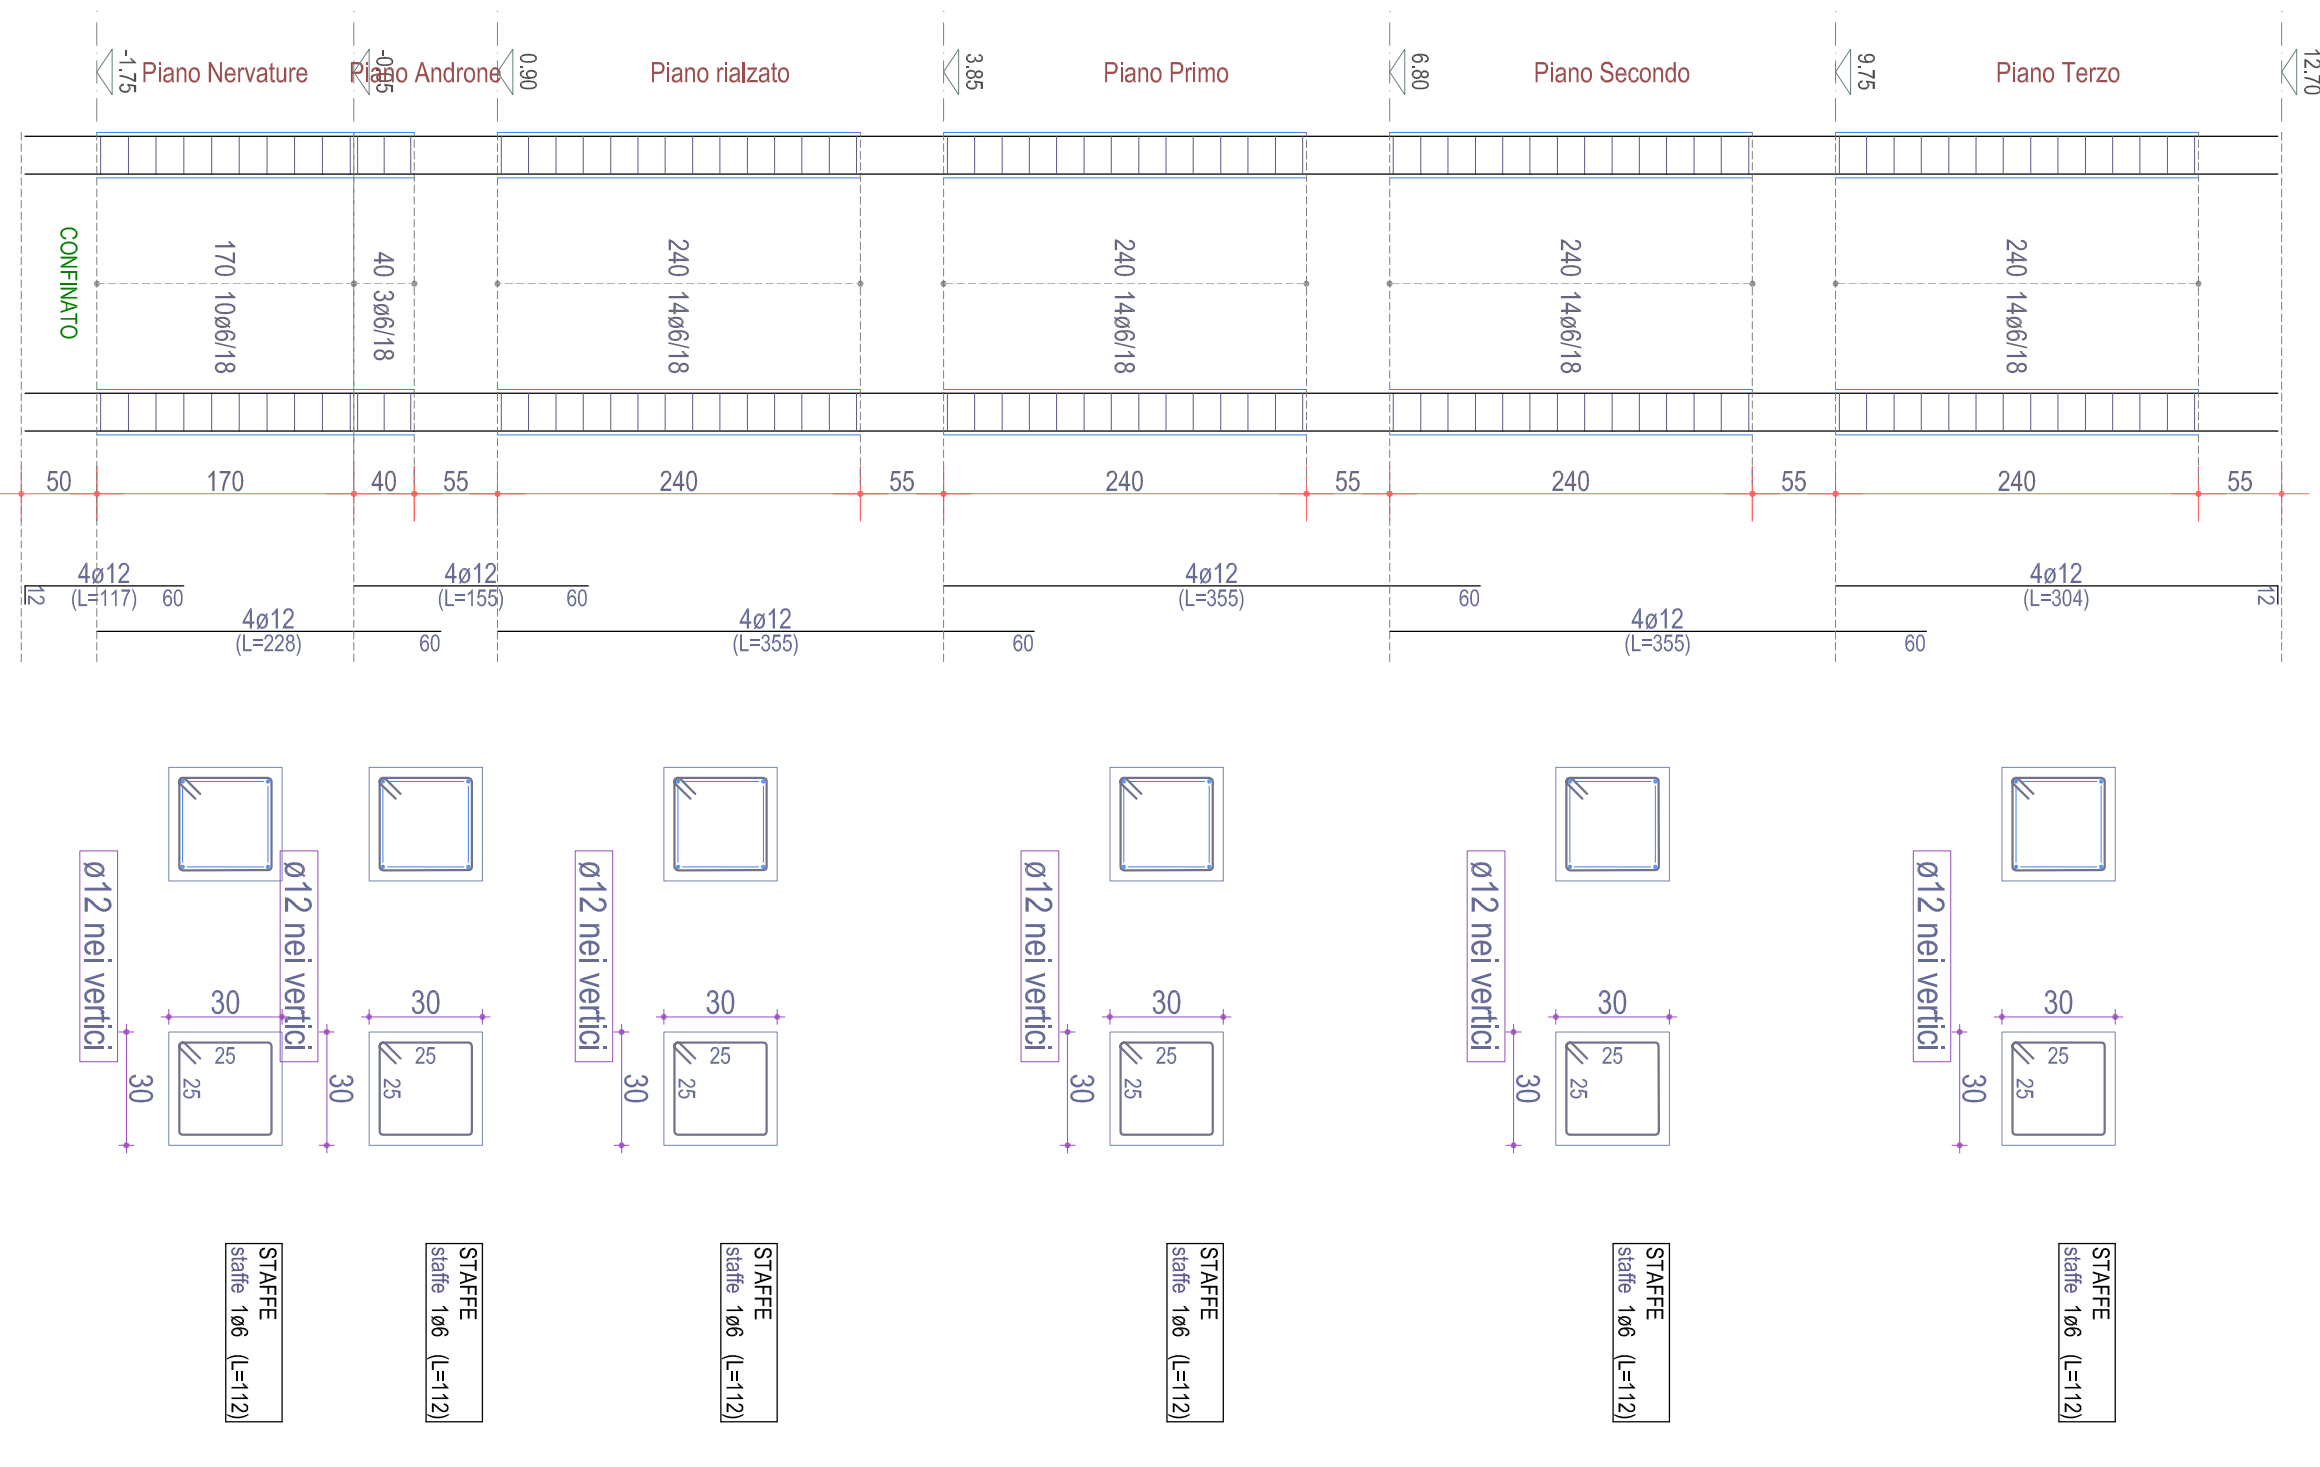 -1.75
Piano Nervature
-0.05
Piano Androne
0.90
Piano rialzato
3.85
Piano Primo
6.80
Piano Secondo
9.75
Piano Terzo
12.70
CONFINATO
170 10ø6/18
40 3ø6/18
240 14ø6/18
240 14ø6/18
240 14ø6/18
240 14ø6/18
50 170 40 55 240 55 240 55 240 55 240 55
4ø12
(L=117)
60
12
4ø12
(L=155)
60
4ø12
(L=355)
60
4ø12
(L=304)
12
4ø12
(L=228)
60
4ø12
(L=355)
60
4ø12
(L=355)
60
ø12 nei vertici
ø12 nei vertici
ø12 nei vertici
ø12 nei vertici
ø12 nei vertici
ø12 nei vertici
30
30
25
25
30
30
25
25
30
30
25
25
30
30
25
25
30
30
25
25
30
30
25
25
STAFFE
staffe 1ø6 (L=112)
STAFFE
staffe 1ø6 (L=112)
STAFFE
staffe 1ø6 (L=112)
STAFFE
staffe 1ø6 (L=112)
STAFFE
staffe 1ø6 (L=112)
STAFFE
staffe 1ø6 (L=112)